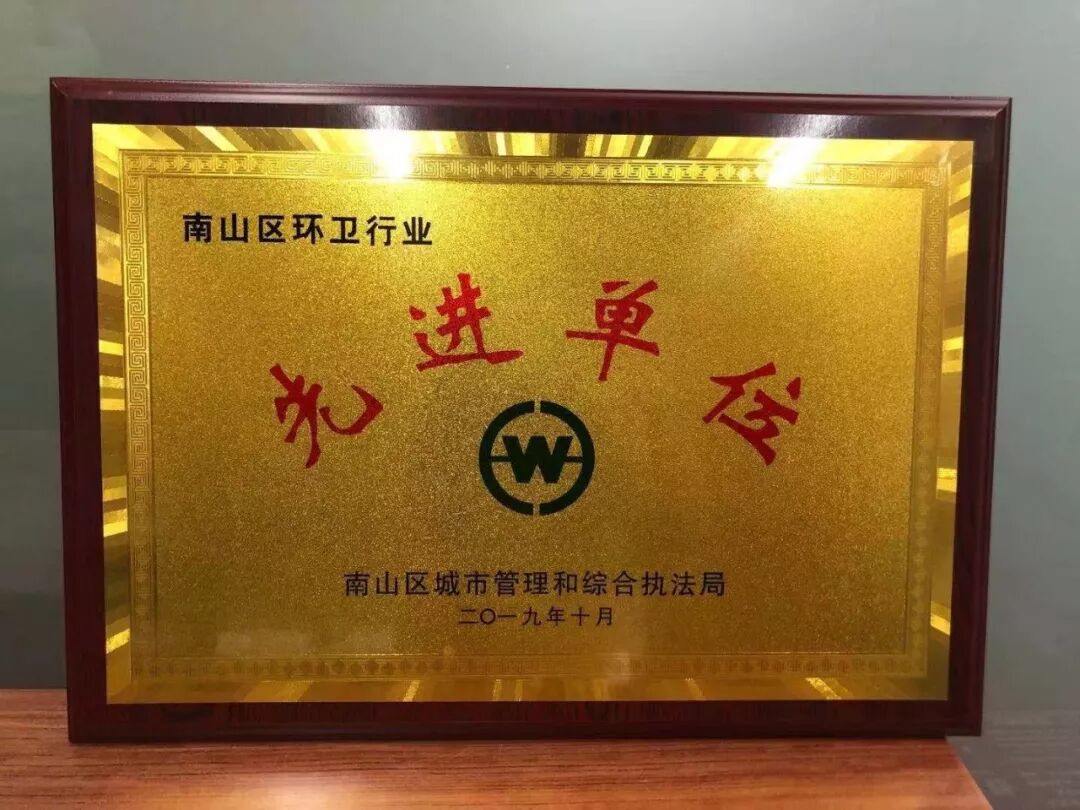 南山区环卫行业
先进单位
W
南山区城市管理和综合执法局
二〇一九年十月